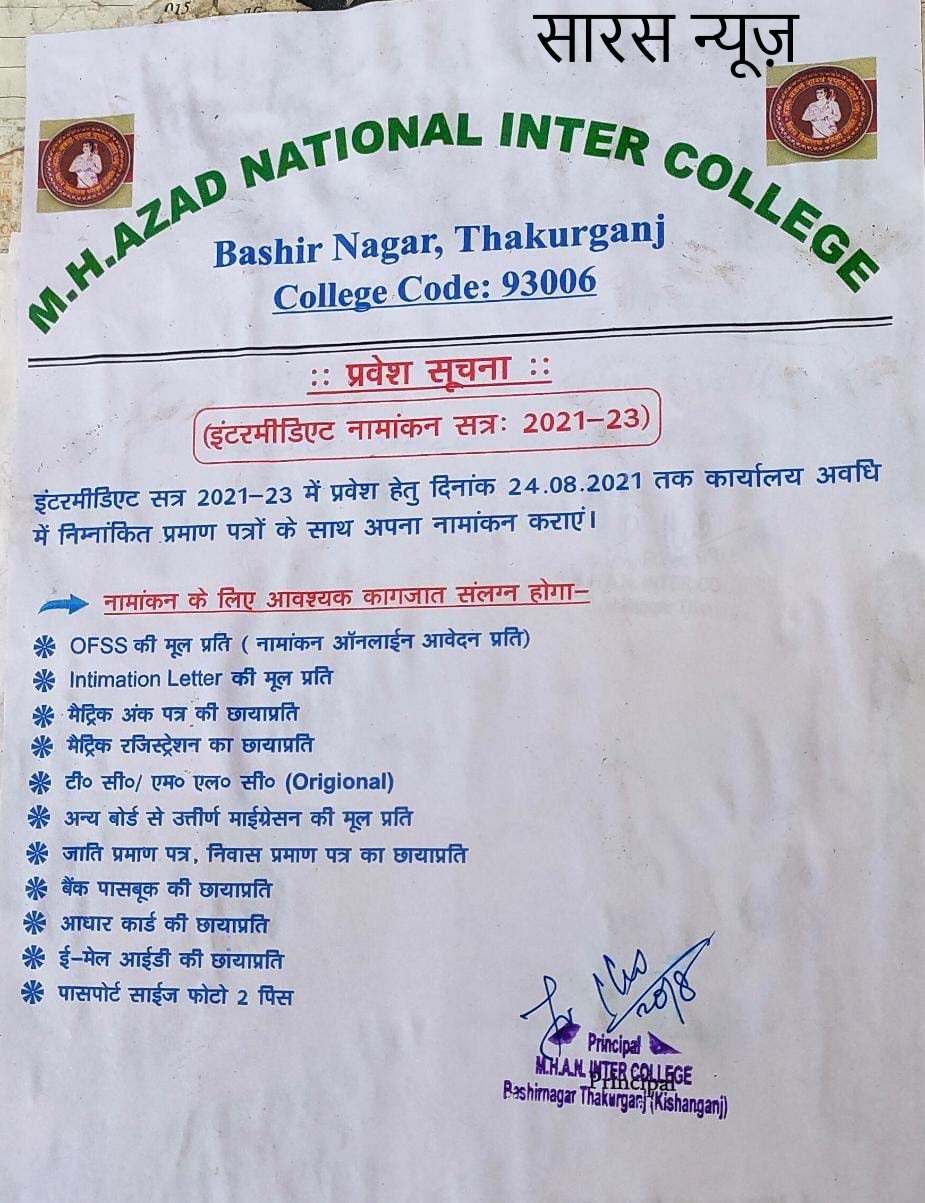 सारस न्यूज़
M.H.AZAD NATIONAL INTER COLLEGE
Bashir Nagar, Thakurganj
College Code: 93006
:: प्रवेश सूचना ::
(इंटरमीडिएट नामांकन सत्रः 2021–23)
इंटरमीडिएट सत्र 2021–23 में प्रवेश हेतु दिनांक 24.08.2021 तक कार्यालय अवधि
में निम्नांकित प्रमाण पत्रों के साथ अपना नामांकन कराएं।
नामांकन के लिए आवश्यक कागजात संलग्न होगा–
OFSS की मूल प्रति ( नामांकन ऑनलाईन आवेदन प्रति)
Intimation Letter की मूल प्रति
मैट्रिक अंक पत्र की छायाप्रति
मैट्रिक रजिस्ट्रेशन का छायाप्रति
टी० सी०/ एम० एल० सी० (Origional)
अन्य बोर्ड से उत्तीर्ण माईग्रेसन की मूल प्रति
जाति प्रमाण पत्र, निवास प्रमाण पत्र का छायाप्रति
बैंक पासबूक की छायाप्रति
आधार कार्ड की छायाप्रति
ई–मेल आईडी की छायाप्रति
पासपोर्ट साईज फोटो 2 पिस
20/8
Principal
M.H.A.N. INTER COLLEGE
Principal
Bashirnagar Thakurganj (Kishanganj)